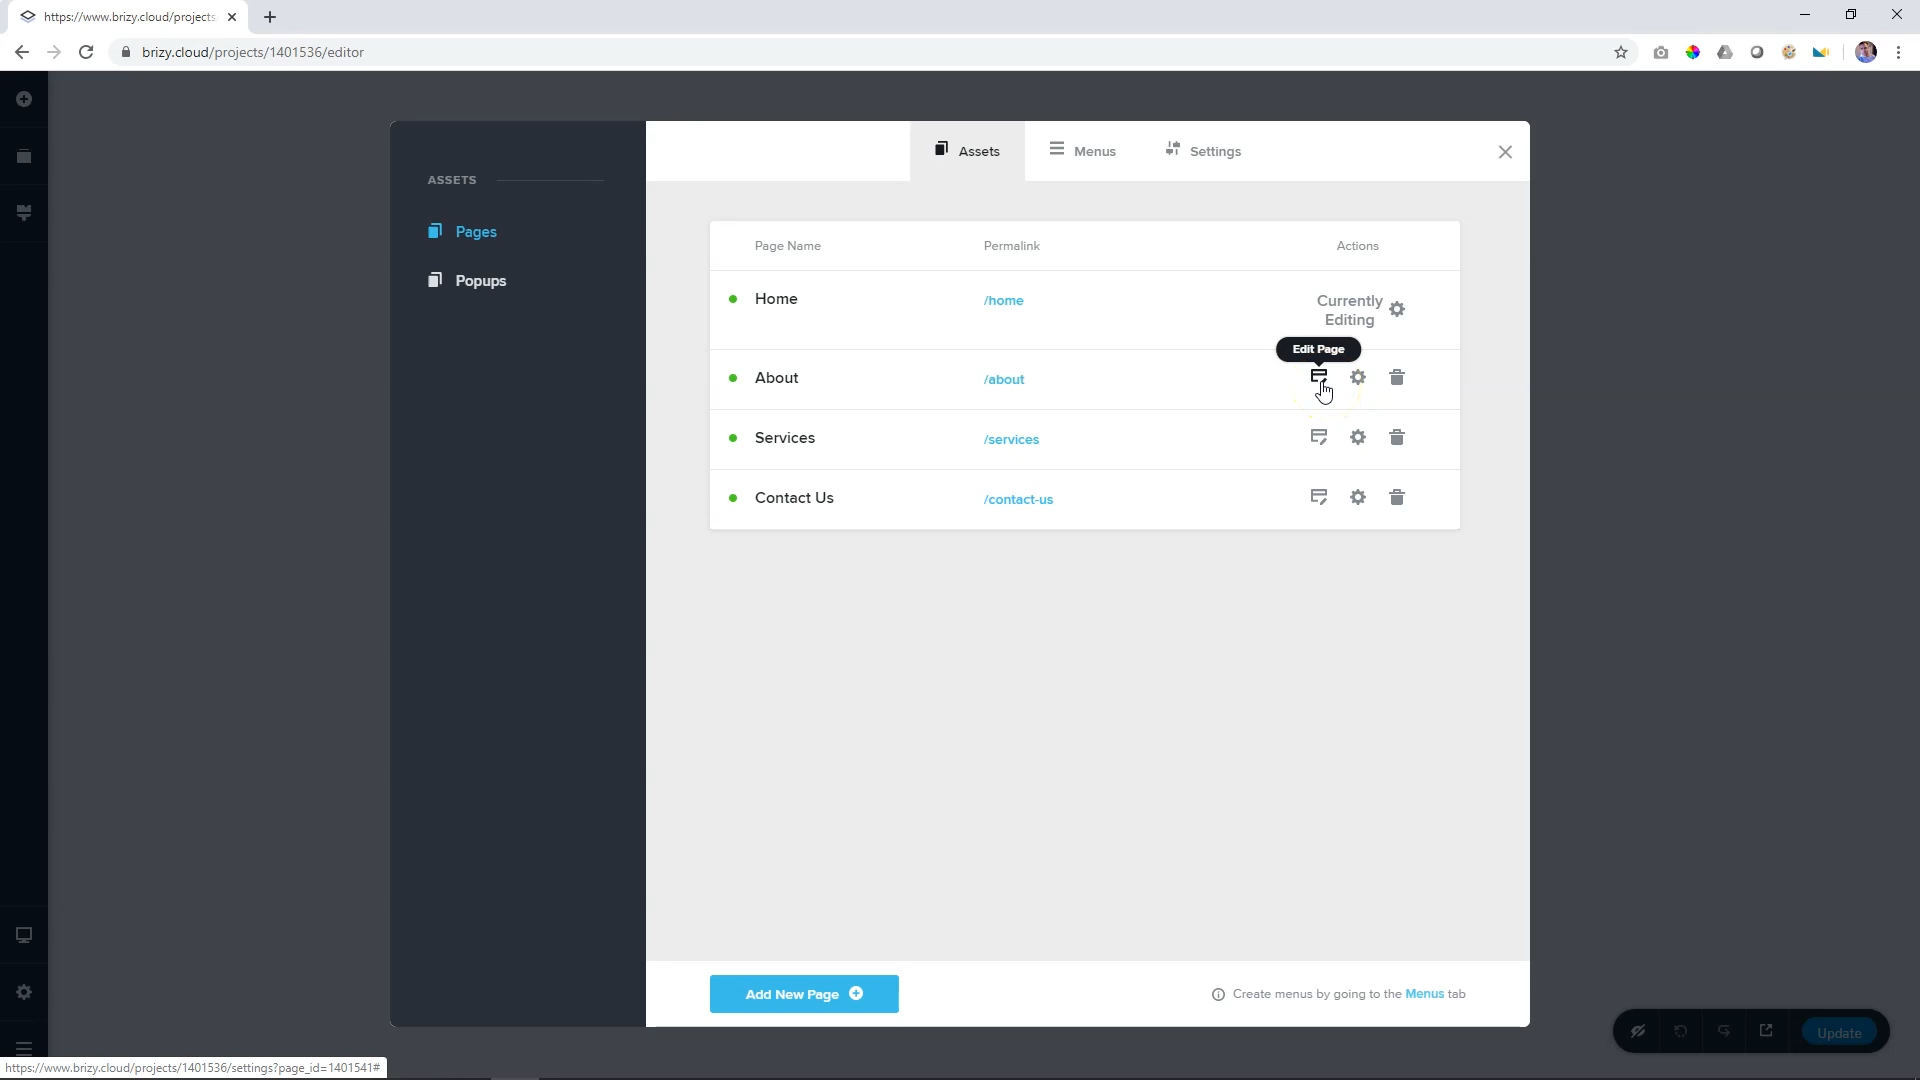 https://www.brizy.cloud/projects
brizy.cloud/projects/1401536/editor
ASSETS
Pages
Popups
Assets
Menus
Settings
Page Name
Permalink
Actions
Home
/home
Currently
Editing
Edit Page
About
/about
Services
/services
Contact Us
/contact-us
Add New Page
Create menus by going to the Menus tab
Update
https://www.brizy.cloud/projects/1401536/settings?page_id=1401541#